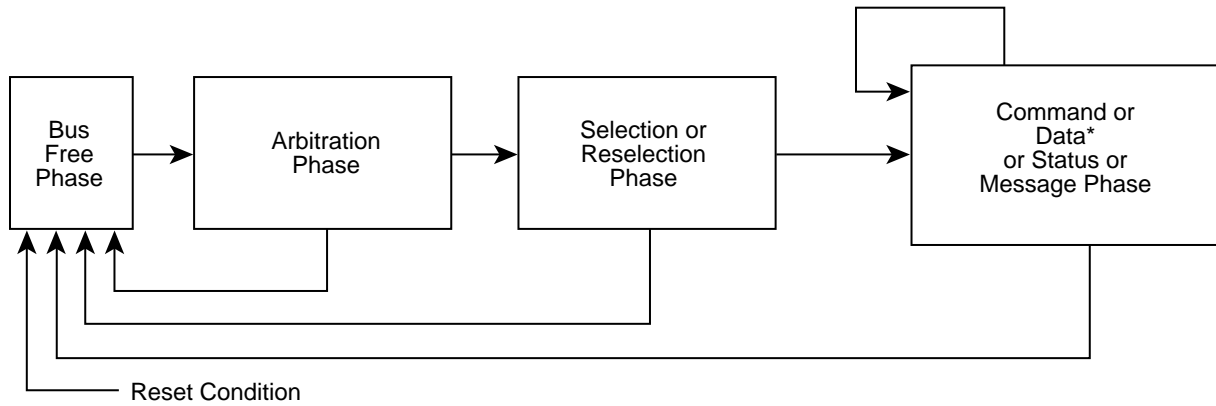 Bus
Free
Phase
Arbitration
Phase
Selection or
Reselection
Phase
Command or
Data*
or Status or
Message Phase
Reset Condition